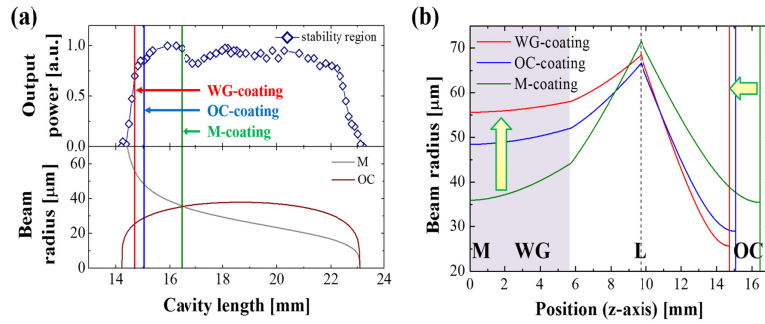 (a)
stability region
Output
power [a.u.]
1.0
0.5
0.0
WG-coating
OC-coating
M-coating
Beam
radius [μm]
60
40
20
0
M
OC
14 16 18 20 22 24
Cavity length [mm]
(b)
Beam radius [μm]
70
60
50
40
30
20
WG-coating
OC-coating
M-coating
M WG L OC
0 2 4 6 8 10 12 14 16
Position (z-axis) [mm]